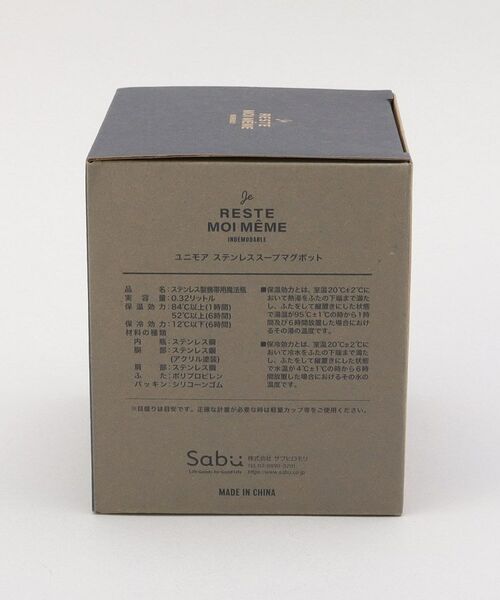 Je
RESTE
MOI MÊME
INDEMODABLE
Je
RESTE
MOI MÊME
INDEMODABLE
ユニモア ステンレススープマグポット
品名：ステンレス製携帯用魔法瓶
実容量：0.32リットル
保温効力：84℃以上(1時間)
52℃以上(6時間)
保冷効力：12℃以下(6時間)
材料の種類
内瓶：ステンレス鋼
胴部：ステンレス鋼
(アクリル塗装)
肩部：ステンレス鋼
ふた：ポリプロピレン
パッキン：シリコーンゴム
■保温効力とは、室温20℃±2℃に
おいて熱湯をふたの下端まで満た
し、ふたをして縦置きにした状態
で湯温が95℃±1℃の時から1時
間及び6時間放置した場合におけ
るその湯の温度です。
■保冷効力とは、室温20℃±2℃に
おいて冷水をふたの下端まで満た
し、ふたをして縦置きにした状態
で水温が4℃±1℃の時から6時
間放置した場合におけるその水の
温度です。
※目盛りは目安です。正確な計量が必要な時は軽量カップ等をご使用ください。
Sabu
Life Goods for Good Life
株式会社 サブヒロモリ
https://www.sabu.co.jp
MADE IN CHINA